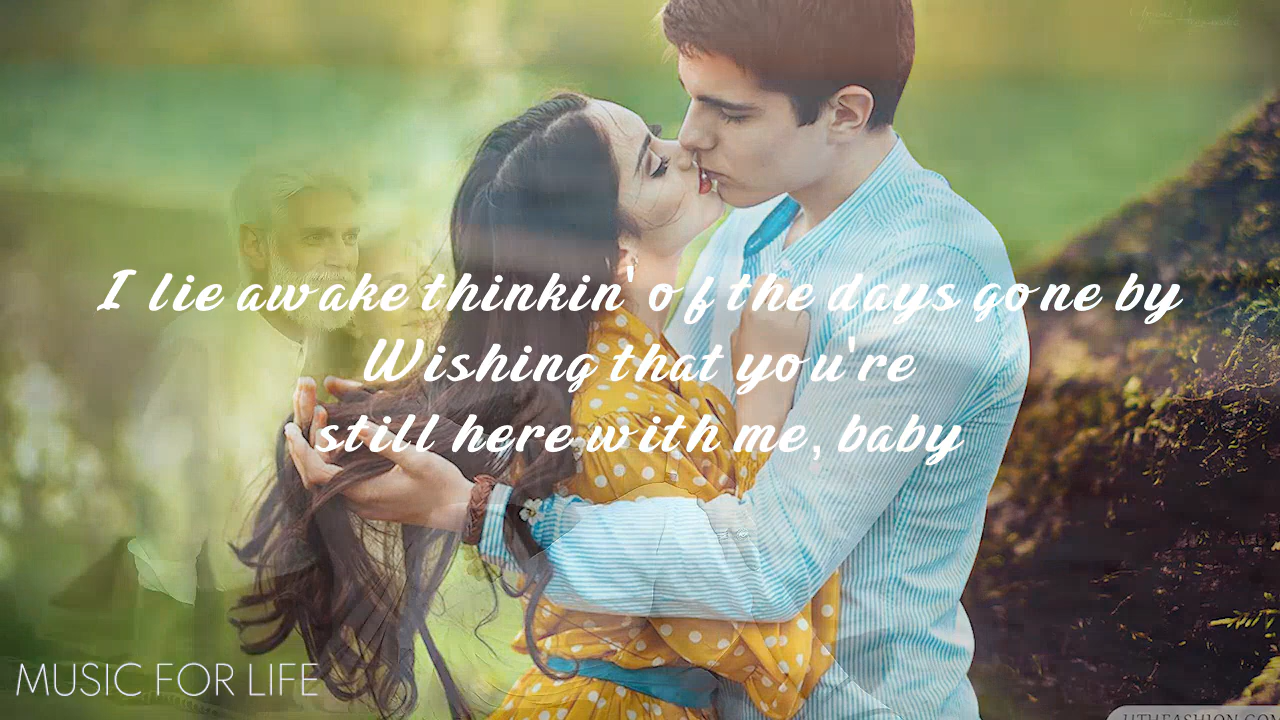 I lie awake thinkin' of the days gone by
Wishing that you're
still here with me, baby
MUSIC FOR LIFE